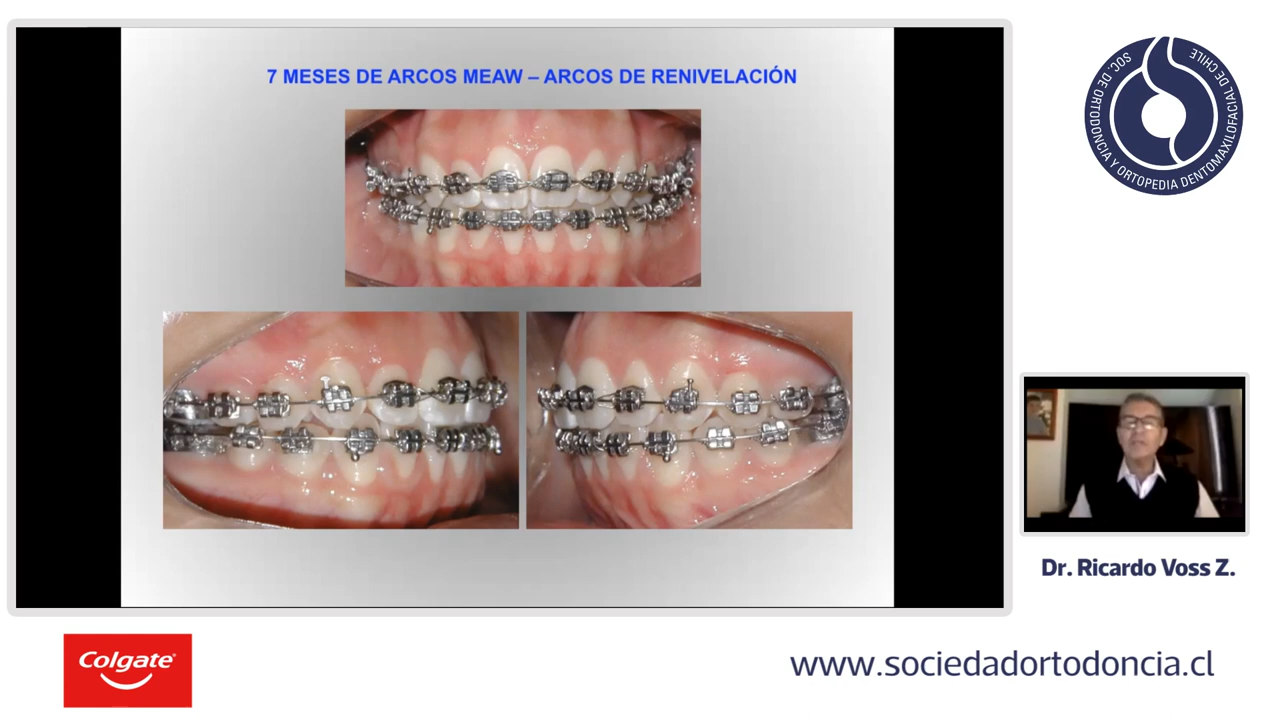 7 MESES DE ARCOS MEAW – ARCOS DE RENIVELACIÓN
SOC. DE ORTODONCIA Y ORTOPEDIA DENTOMAXILOFACIAL DE CHILE
Dr. Ricardo Voss Z.
Colgate®
www.sociedadortodoncia.cl